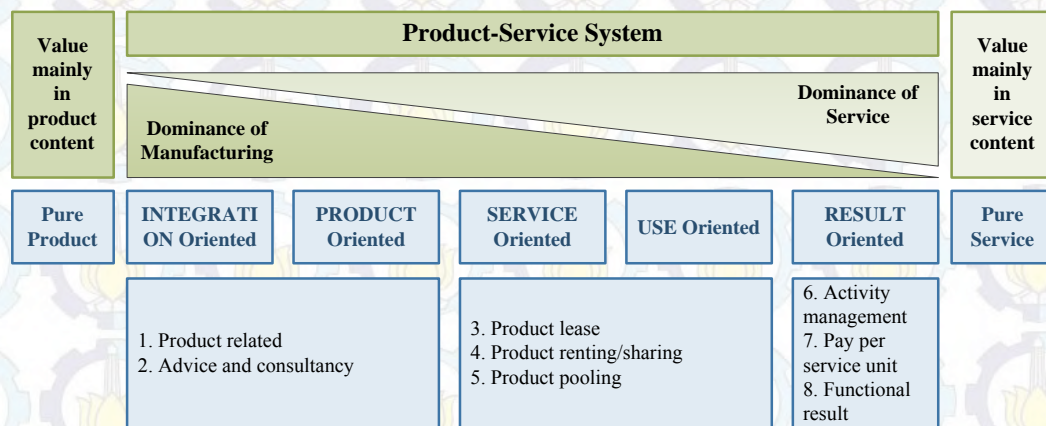 Value
mainly
in
product
content
Product-Service System
Value
mainly
in
service
content
Dominance of
Manufacturing
Dominance of
Service
Pure
Product
INTEGRATI
ON Oriented
PRODUCT
Oriented
SERVICE
Oriented
USE Oriented
RESULT
Oriented
Pure
Service
1. Product related
2. Advice and consultancy
3. Product lease
4. Product renting/sharing
5. Product pooling
6. Activity
management
7. Pay per
service unit
8. Functional
result